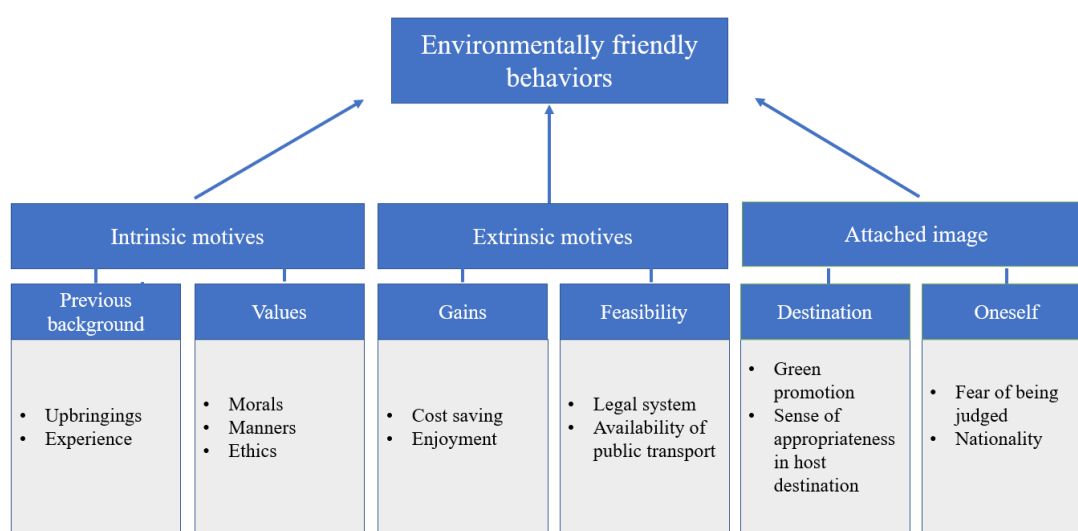 Environmentally friendly
behaviors
Intrinsic motives
Extrinsic motives
Attached image
Previous
background
Values
Gains
Feasibility
Destination
Oneself
• Upbringings
• Experience
• Morals
• Manners
• Ethics
• Cost saving
• Enjoyment
• Legal system
• Availability of
public transport
• Green
promotion
• Sense of
appropriateness
in host
destination
• Fear of being
judged
• Nationality